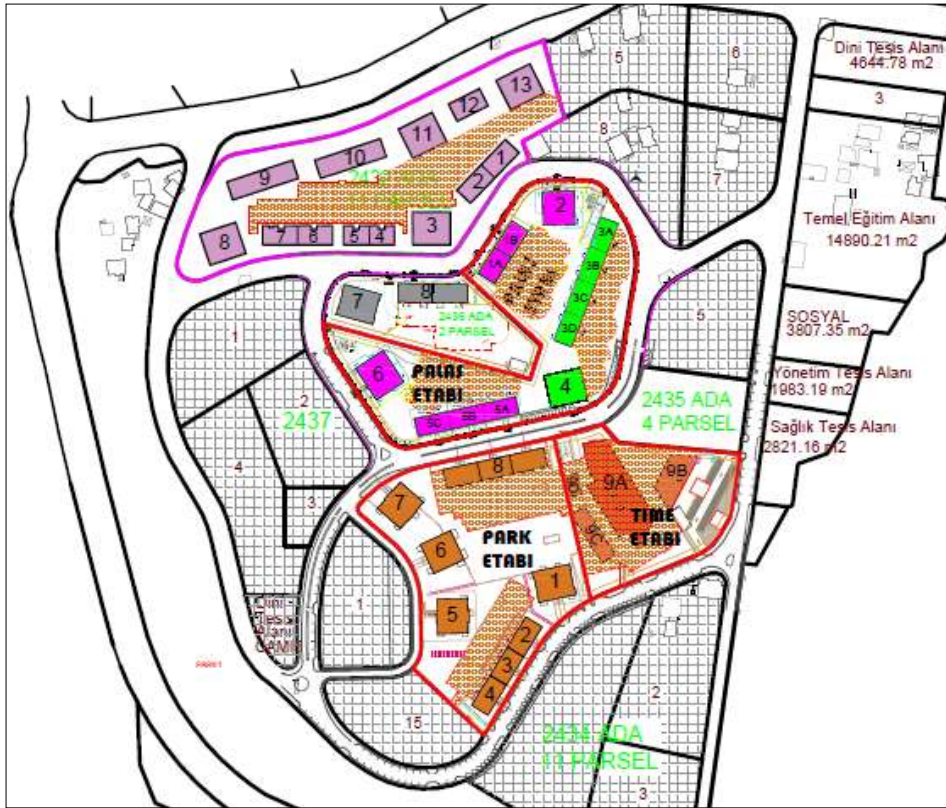 Dini Tesis Alanı
4644.78 m2
3
Temel Eğitim Alanı
14890.21 m2
SOSYAL
3807.35 m2
Yönetim Tesis Alanı
1983.19 m2
Sağlık Tesis Alanı
2821.16 m2
5
6
8
7
13
12
11
10
9
8
7
6
5
4
3
2
1
2
1B
1A
3A
3B
3C
3D
4
7
8
2 PARSEL
6
PALAS
ETABI
5C
5B
5A
1
2
2437
4
3
5
2435 ADA
4 PARSEL
8
7
6
5
PARK
ETABI
1
2
3
4
9A
9B
9C
TIME
ETABI
1
Dini
Tesis
Alanı
15
2434 ADA
11 PARSEL
2
3